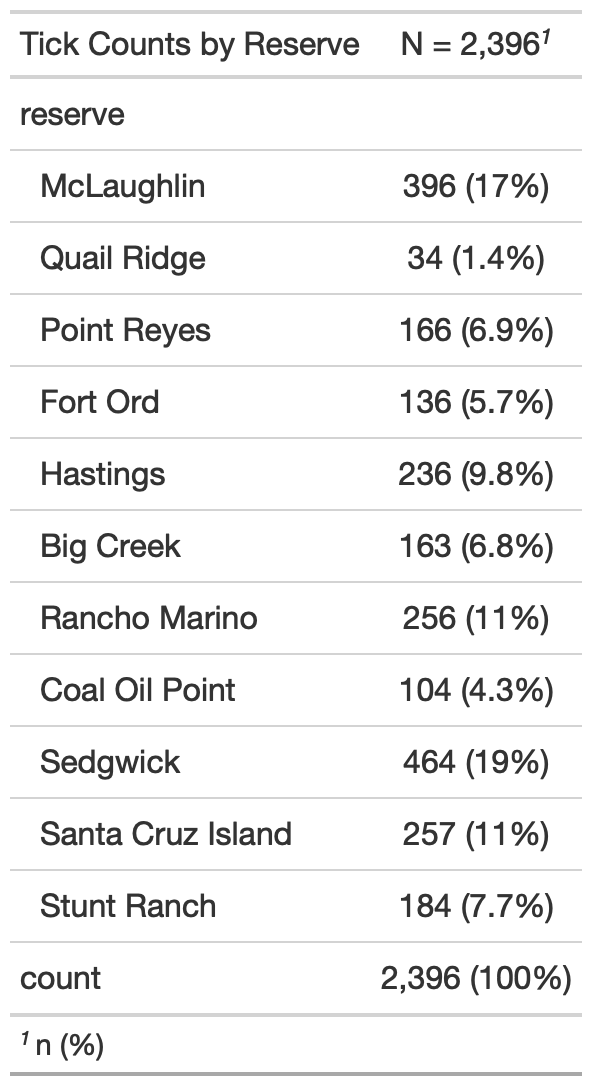 Tick Counts by Reserve N = 2,396¹
reserve
McLaughlin 396 (17%)
Quail Ridge 34 (1.4%)
Point Reyes 166 (6.9%)
Fort Ord 136 (5.7%)
Hastings 236 (9.8%)
Big Creek 163 (6.8%)
Rancho Marino 256 (11%)
Coal Oil Point 104 (4.3%)
Sedgwick 464 (19%)
Santa Cruz Island 257 (11%)
Stunt Ranch 184 (7.7%)
count 2,396 (100%)
¹ n (%)